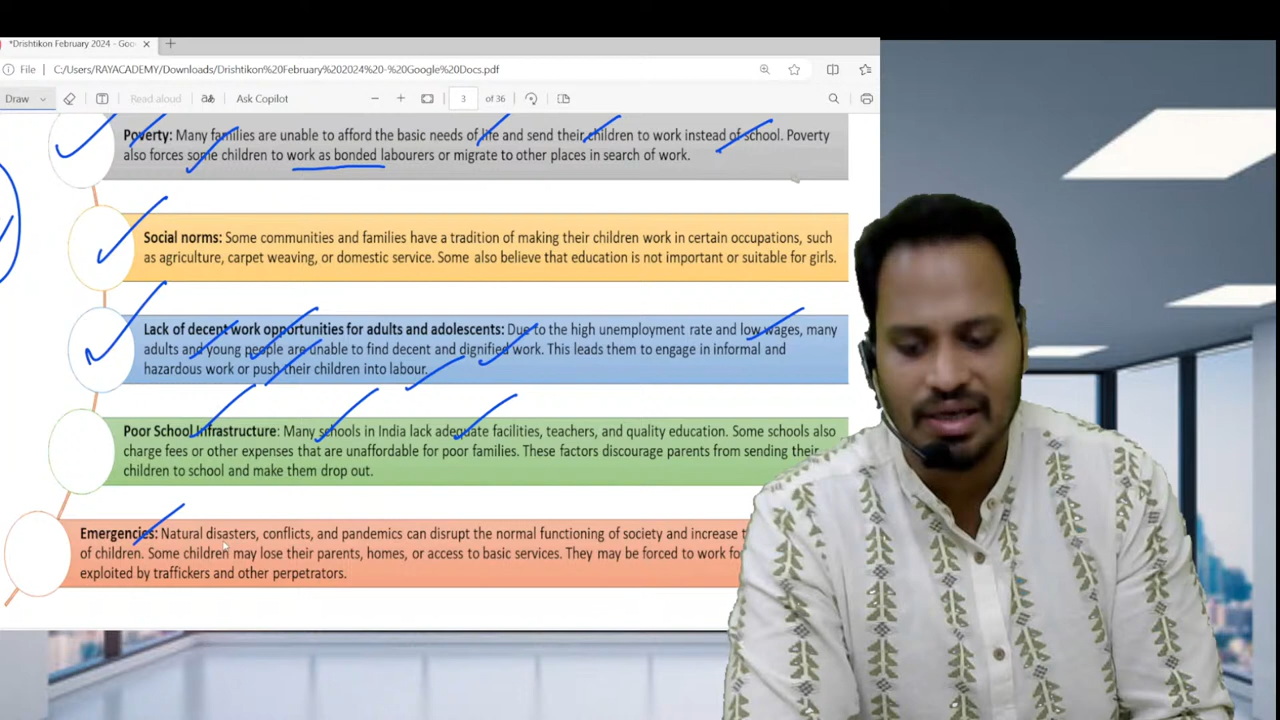 *Drishtikon February 2024 - Goo
File C:/Users/RAYACADEMY/Downloads/Drishtikon%20February%202024%20-%20Google%20Docs.pdf
Draw Read aloud Ask Copilot 3 of 36
Poverty: Many families are unable to afford the basic needs of life and send their children to work instead of school. Poverty
also forces some children to work as bonded labourers or migrate to other places in search of work.
Social norms: Some communities and families have a tradition of making their children work in certain occupations, such
as agriculture, carpet weaving, or domestic service. Some also believe that education is not important or suitable for girls.
Lack of decent work opportunities for adults and adolescents: Due to the high unemployment rate and low wages, many
adults and young people are unable to find decent and dignified work. This leads them to engage in informal and
hazardous work or push their children into labour.
Poor School Infrastructure: Many schools in India lack adequate facilities, teachers, and quality education. Some schools also
charge fees or other expenses that are unaffordable for poor families. These factors discourage parents from sending their
children to school and make them drop out.
Emergencies: Natural disasters, conflicts, and pandemics can disrupt the normal functioning of society and increase
of children. Some children may lose their parents, homes, or access to basic services. They may be forced to work
exploited by traffickers and other perpetrators.